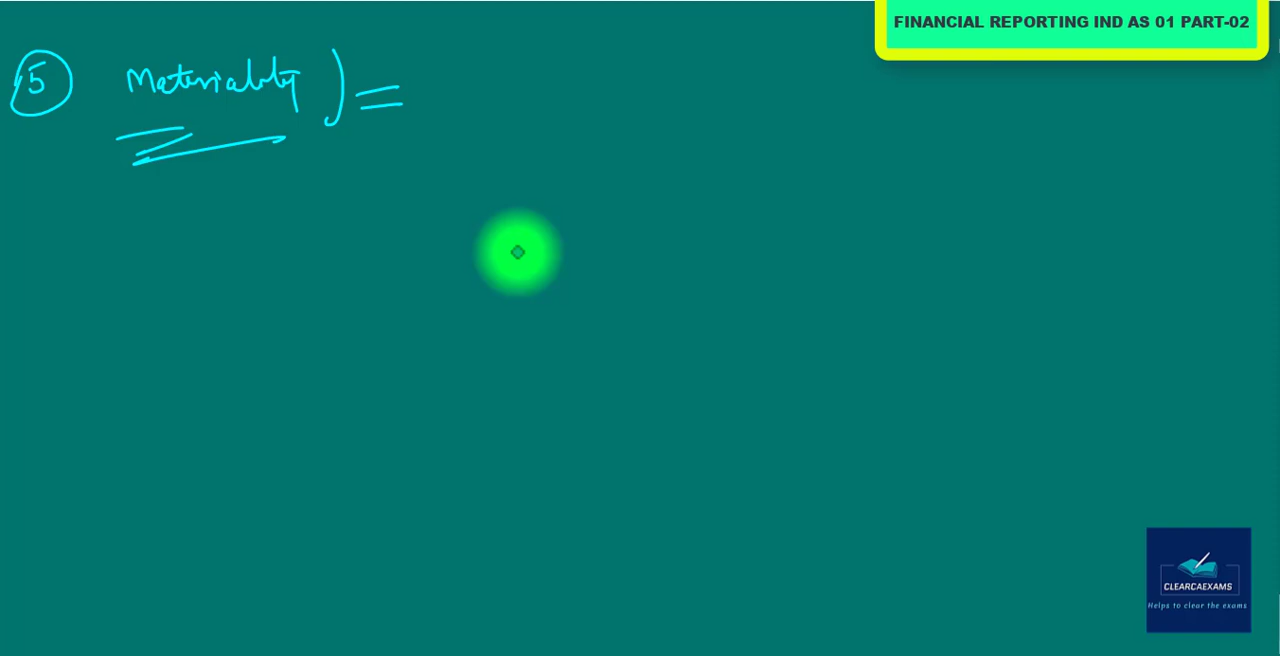 FINANCIAL REPORTING IND AS 01 PART-02
5 Materiality ) =
CLEARCAEXAMS
Helps to clear the exams